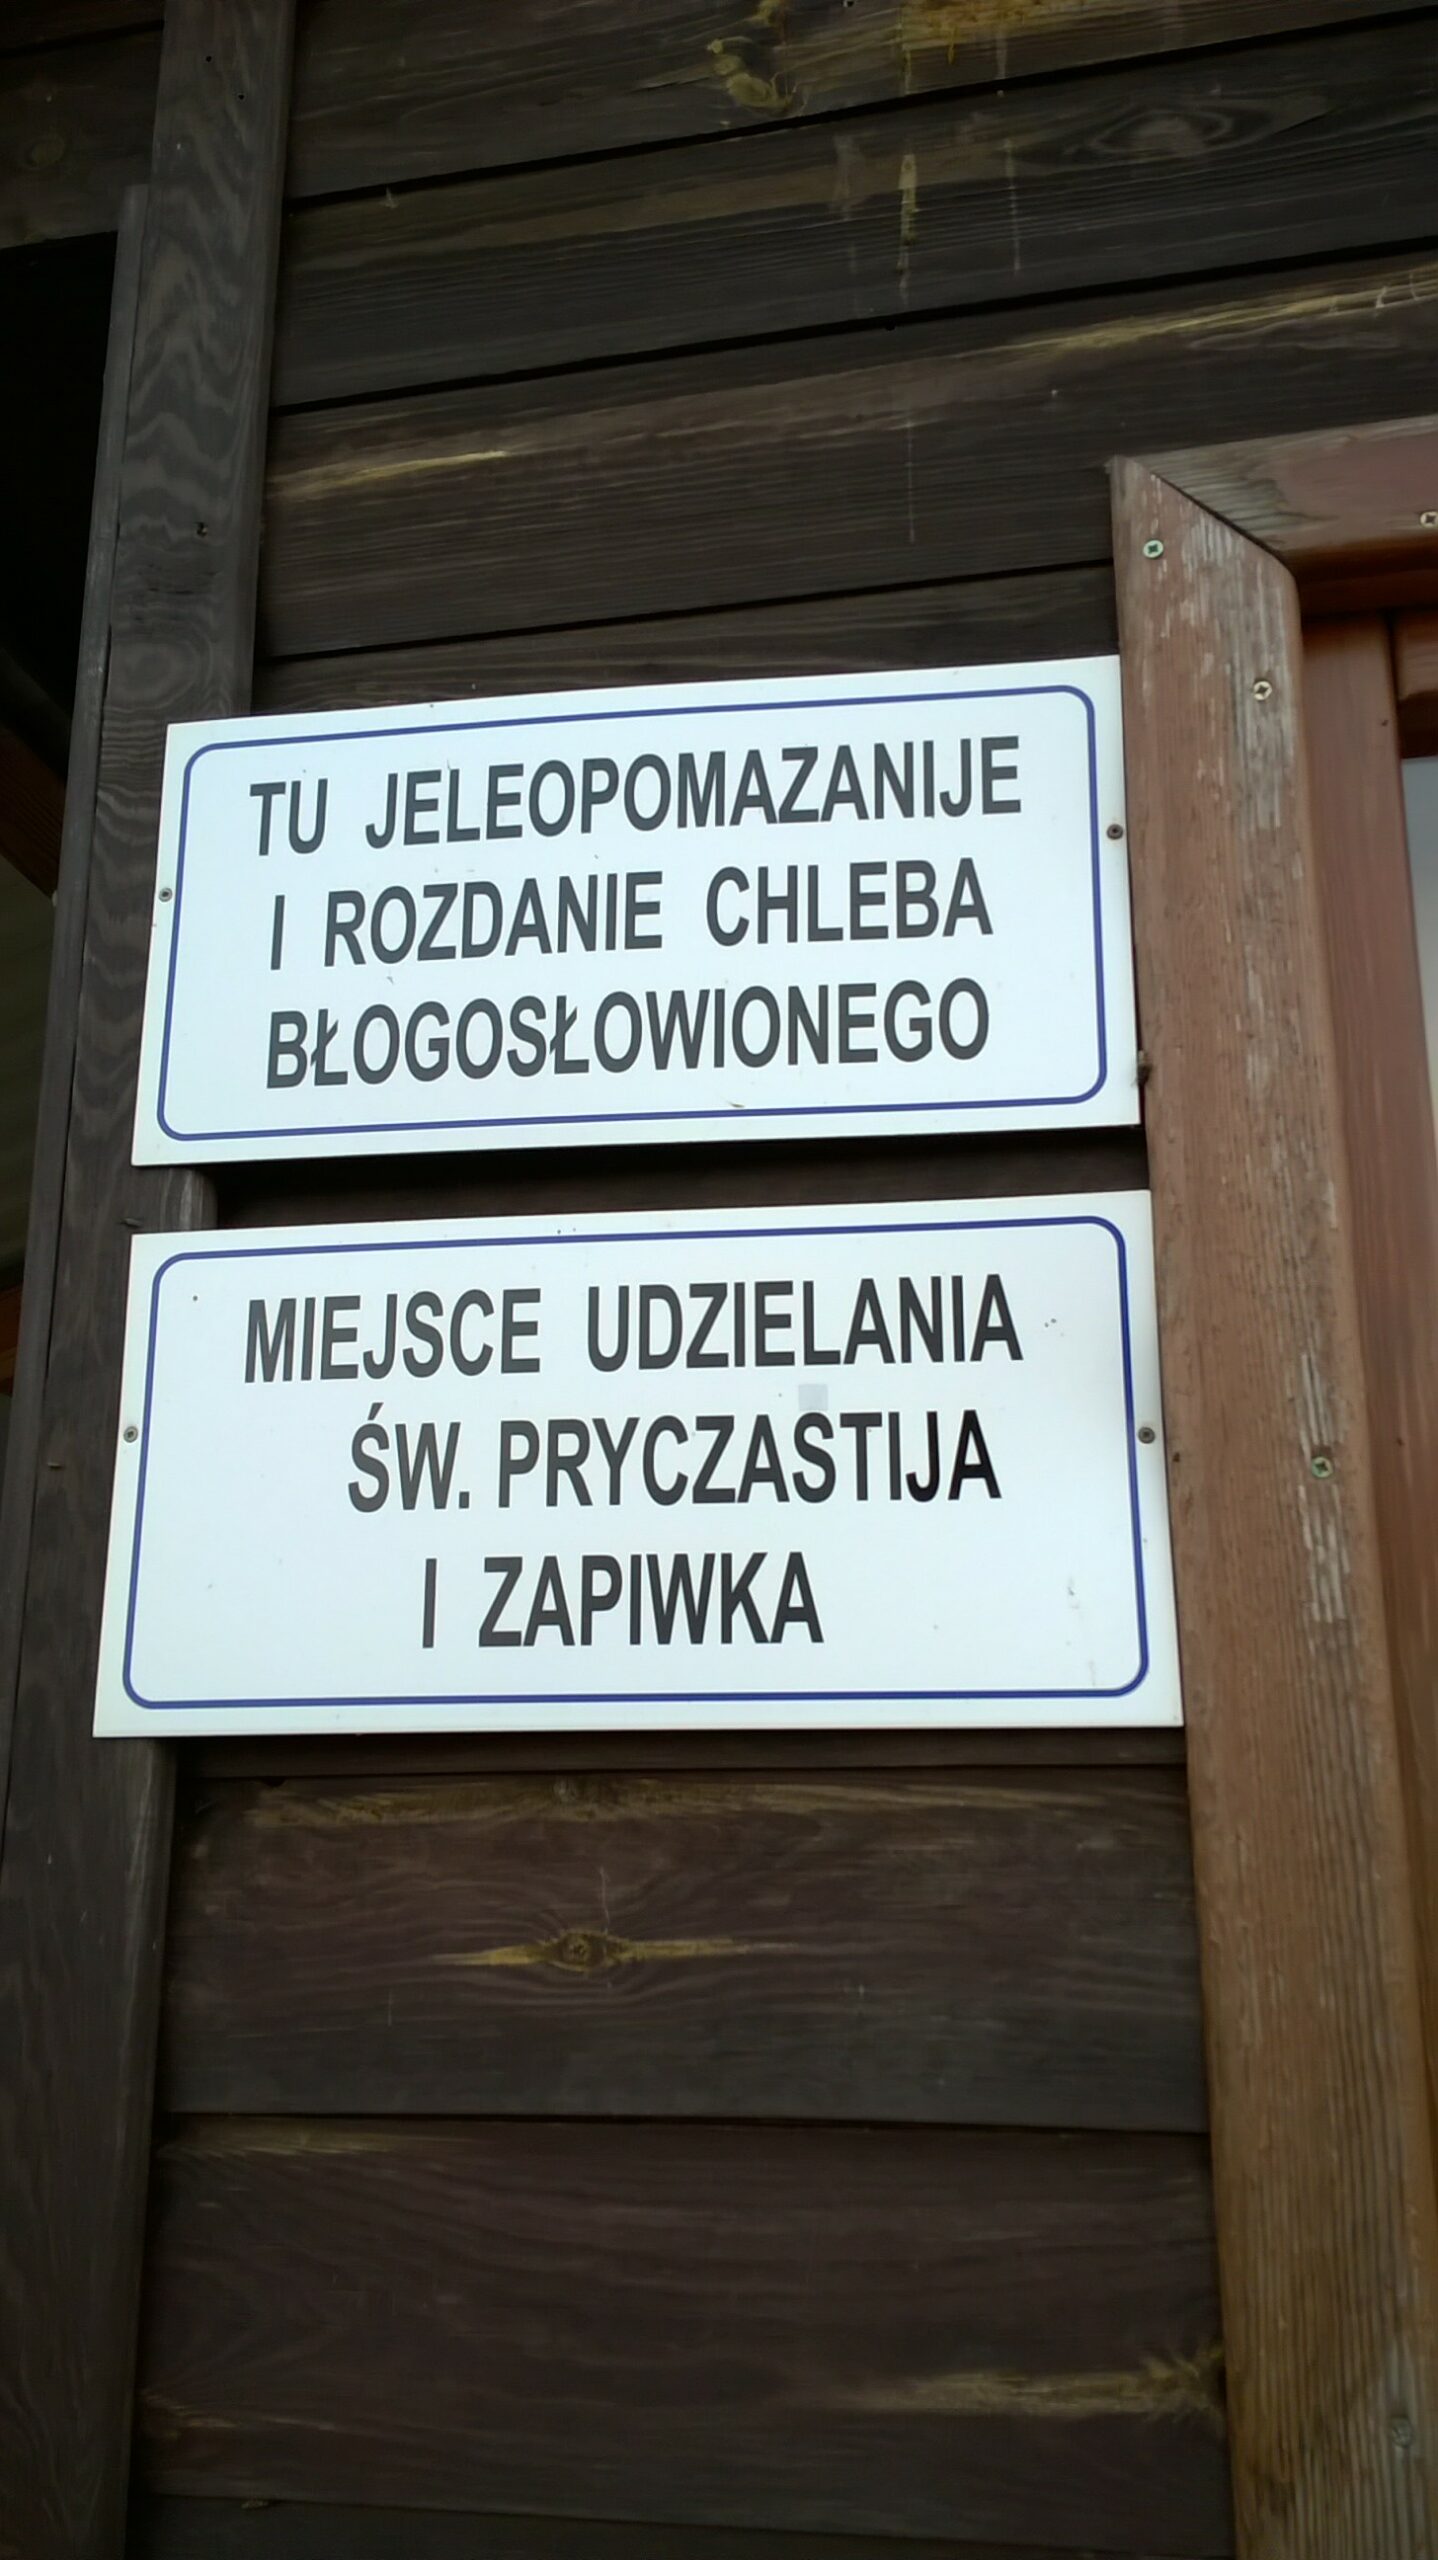 TU JELEOPOMAZANIJE
I ROZDANIE CHLEBA
BŁOGOSŁOWIONEGO
MIEJSCE UDZIELANIA
ŚW. PRYCZASTIJA
I ZAPIWKA